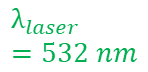 λlaser
= 532 nm